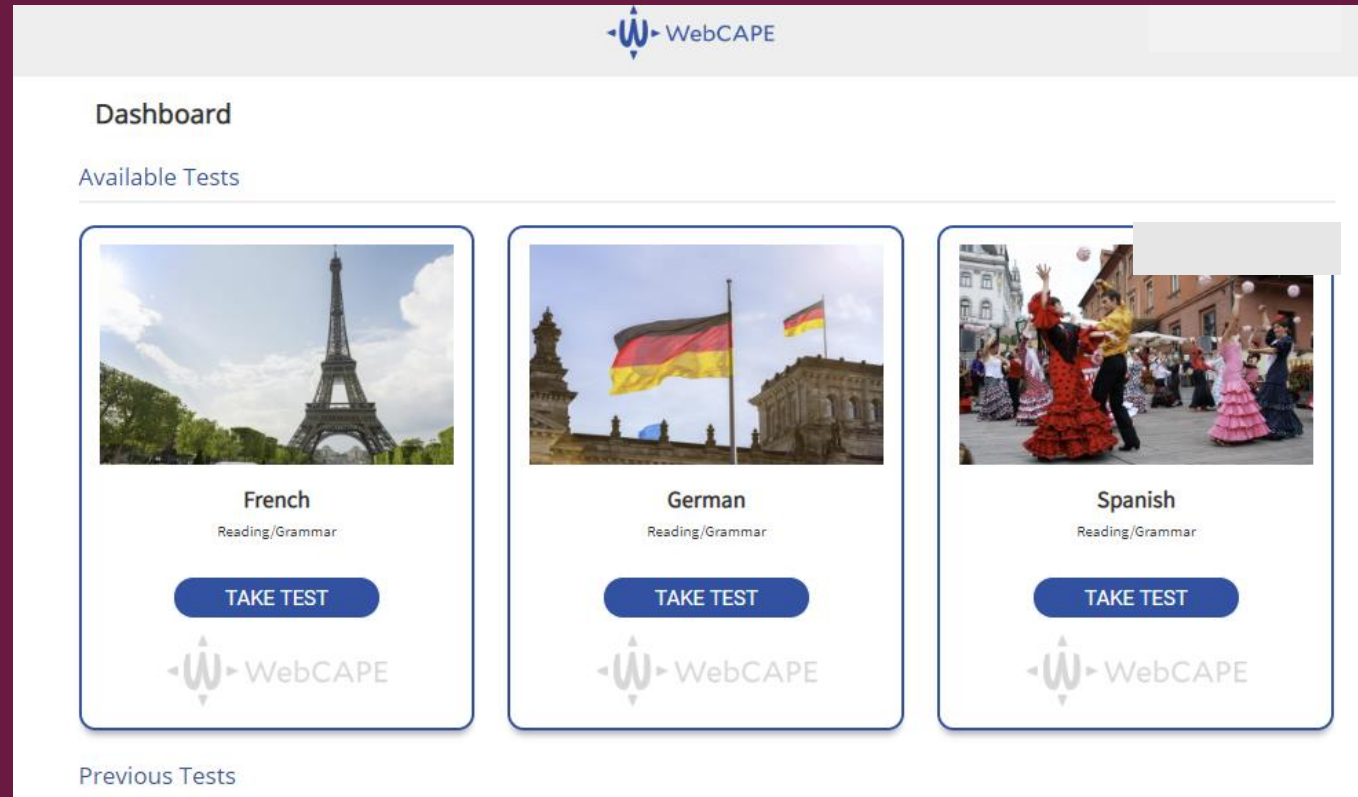 WebCAPE
Dashboard
Available Tests
French
Reading/Grammar
TAKE TEST
WebCAPE
German
Reading/Grammar
TAKE TEST
WebCAPE
Spanish
Reading/Grammar
TAKE TEST
WebCAPE
Previous Tests